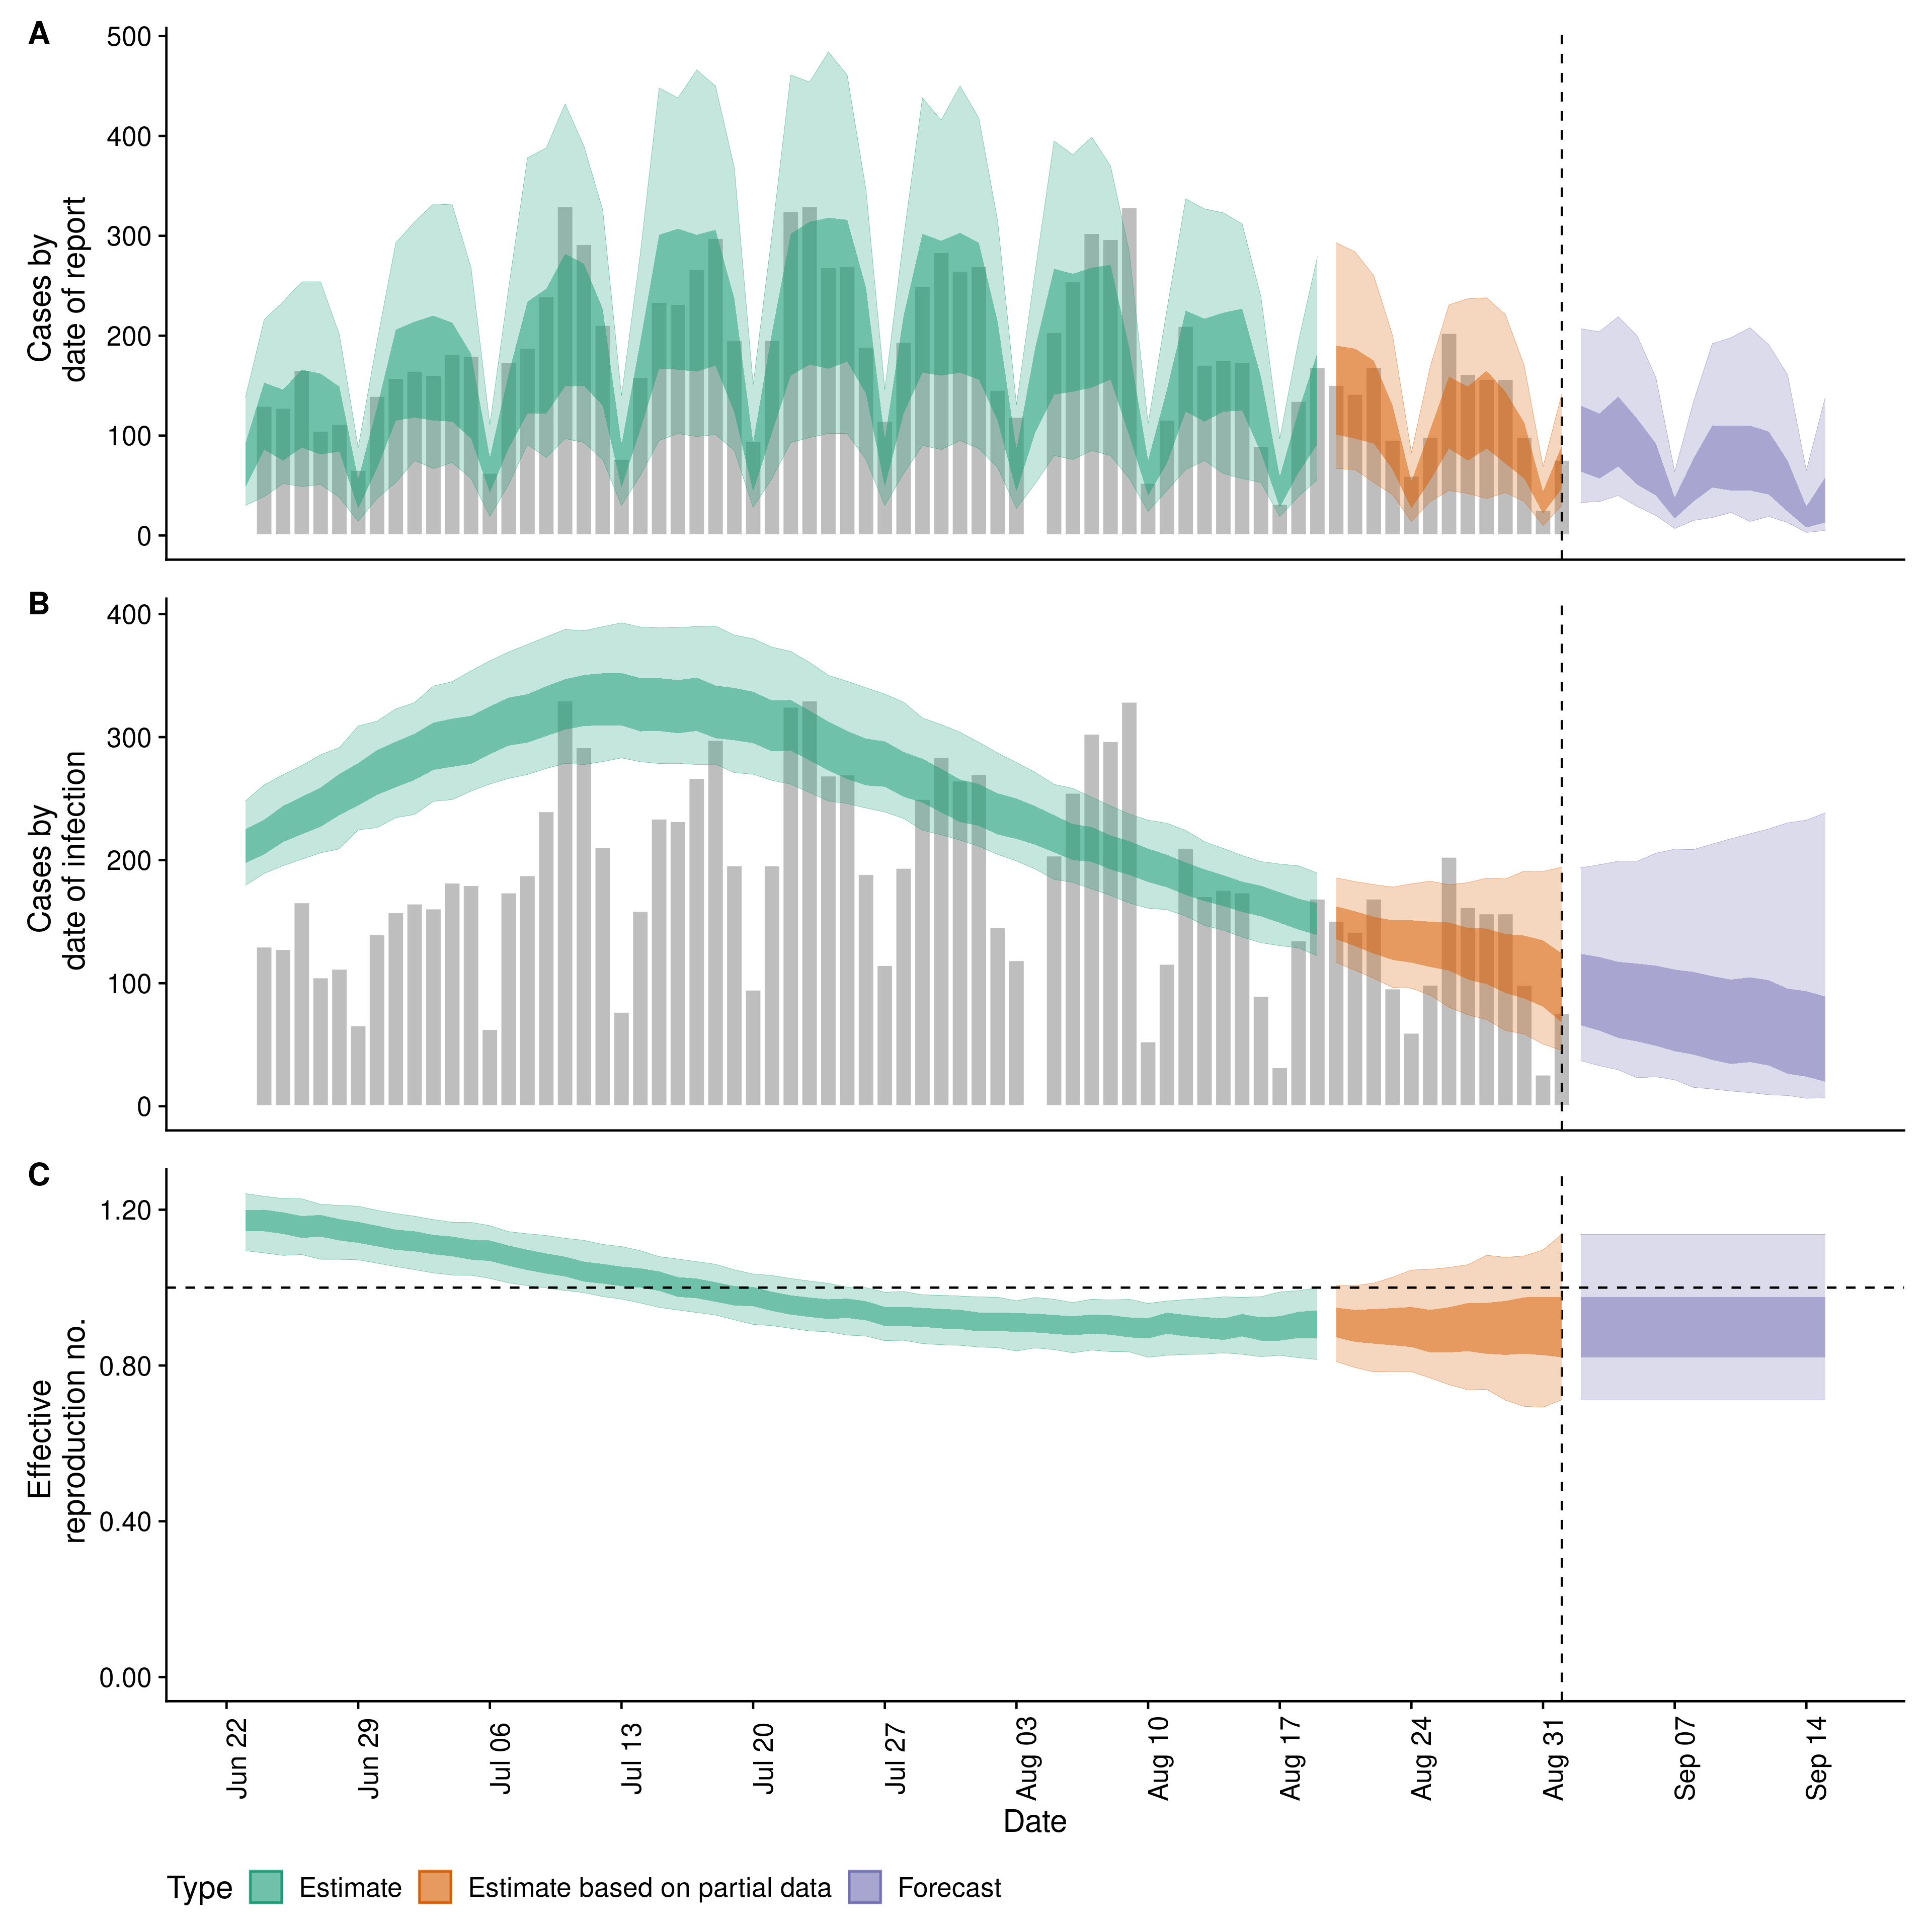 A
Cases by
date of report
500
400
300
200
100
0
B
Cases by
date of infection
400
300
200
100
0
C
Effective
reproduction no.
1.20
0.80
0.40
0.00
Jun 22
Jun 29
Jul 06
Jul 13
Jul 20
Jul 27
Aug 03
Aug 10
Aug 17
Aug 24
Aug 31
Sep 07
Sep 14
Date
Type Estimate Estimate based on partial data Forecast